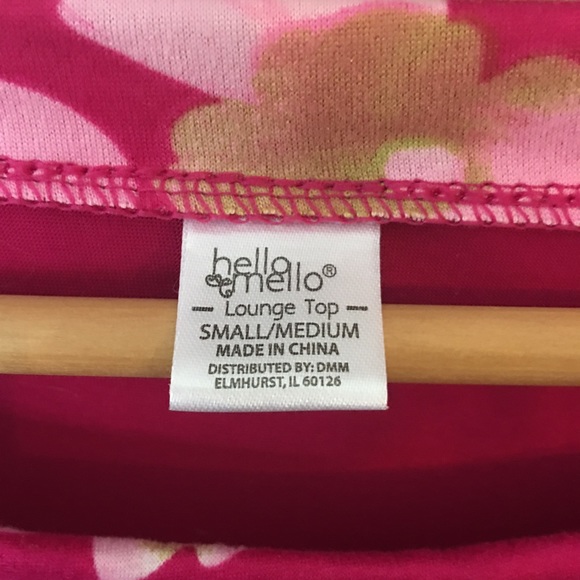 hello
mello®
Lounge Top
SMALL/MEDIUM
MADE IN CHINA
DISTRIBUTED BY: DMM
ELMHURST, IL 60126